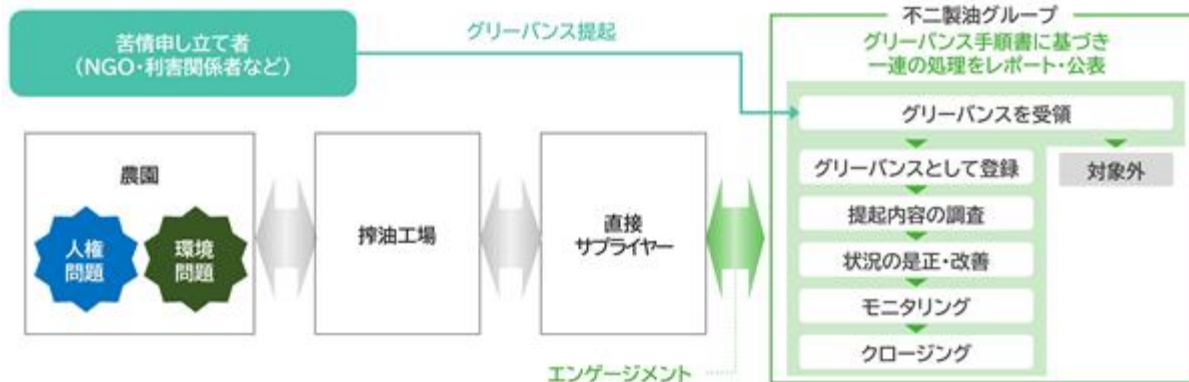 苦情申し立て者
（NGO・利害関係者など）
グリーバンス提起
不二製油グループ
グリーバンス手順書に基づき
一連の処理をレポート・公表
グリーバンスを受領
グリーバンスとして登録
対象外
提起内容の調査
状況の是正・改善
モニタリング
クロージング
農園
人権
問題
環境
問題
搾油工場
直接
サプライヤー
エンゲージメント